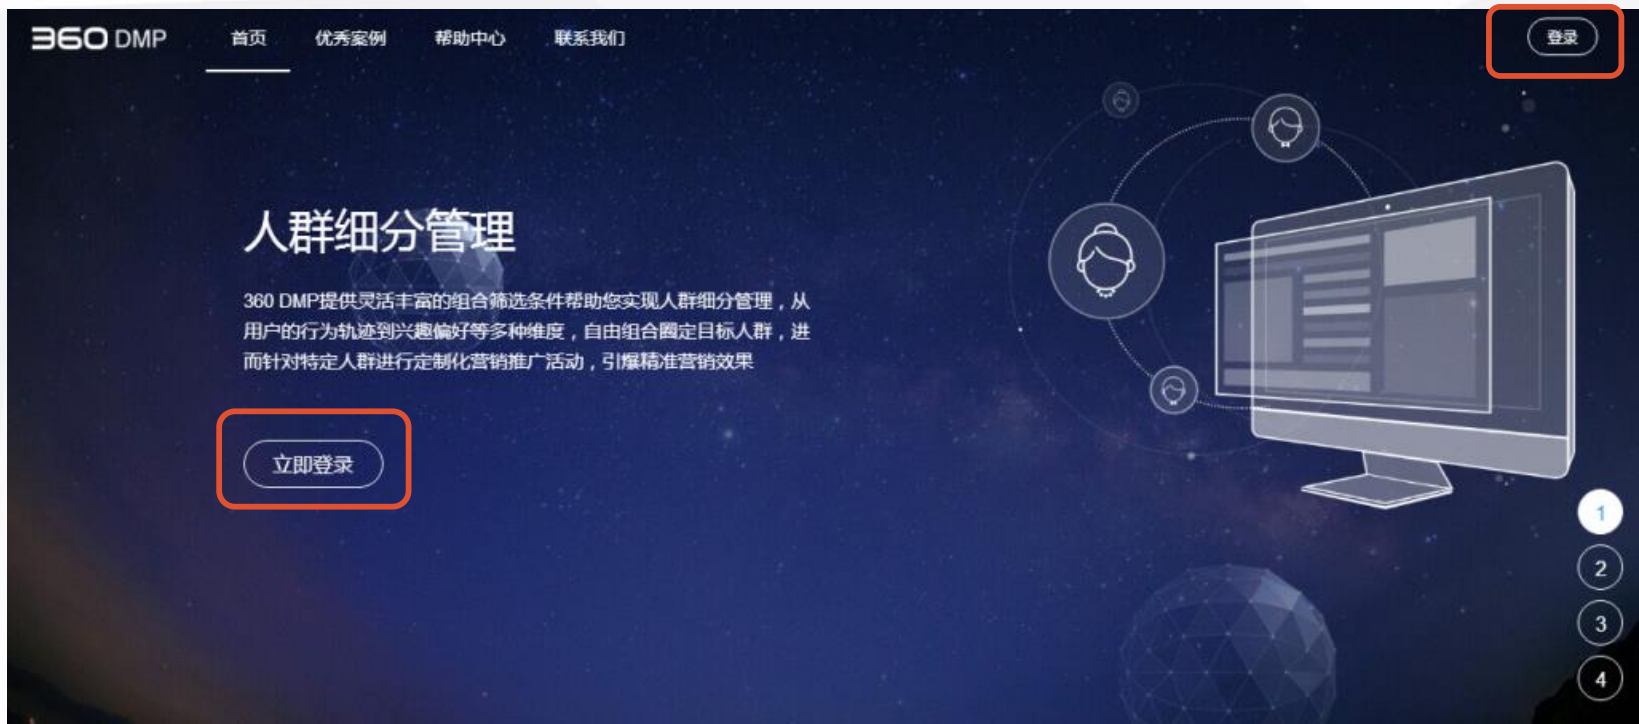 360 DMP 首页 优秀案例 帮助中心 联系我们 登录
人群细分管理
360 DMP提供灵活丰富的组合筛选条件帮助您实现人群细分管理，从
用户的行为轨迹到兴趣偏好等多种维度，自由组合圈定目标人群，进
而针对特定人群进行定制化营销推广活动，引爆精准营销效果
立即登录
1
2
3
4